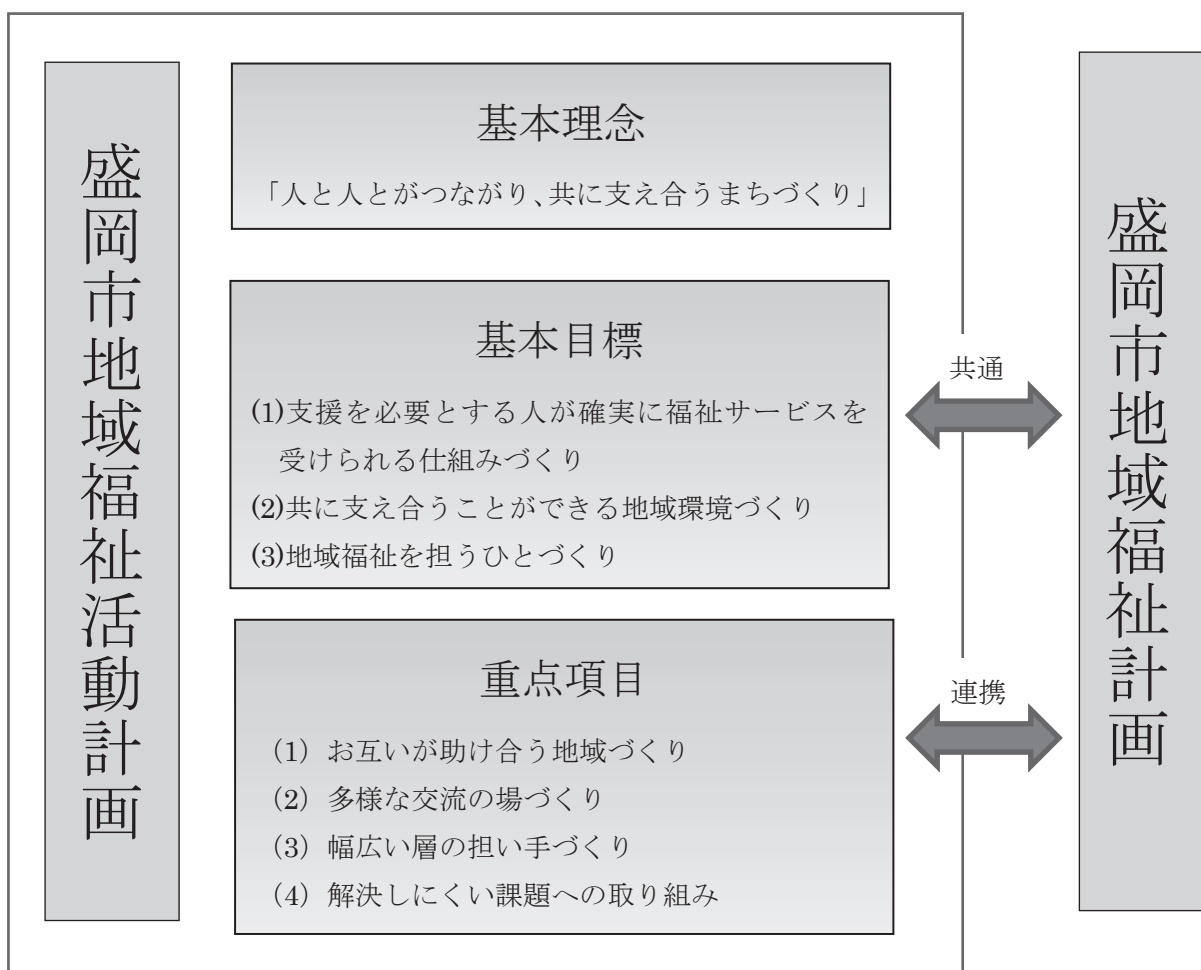 盛岡市地域福祉活動計画
基本理念
「人と人とがつながり、共に支え合うまちづくり」
基本目標
(1)支援を必要とする人が確実に福祉サービスを
受けられる仕組みづくり
(2)共に支え合うことができる地域環境づくり
(3)地域福祉を担うひとづくり
重点項目
（1）お互いが助け合う地域づくり
（2）多様な交流の場づくり
（3）幅広い層の担い手づくり
（4）解決しにくい課題への取り組み
共通
連携
盛岡市地域福祉計画